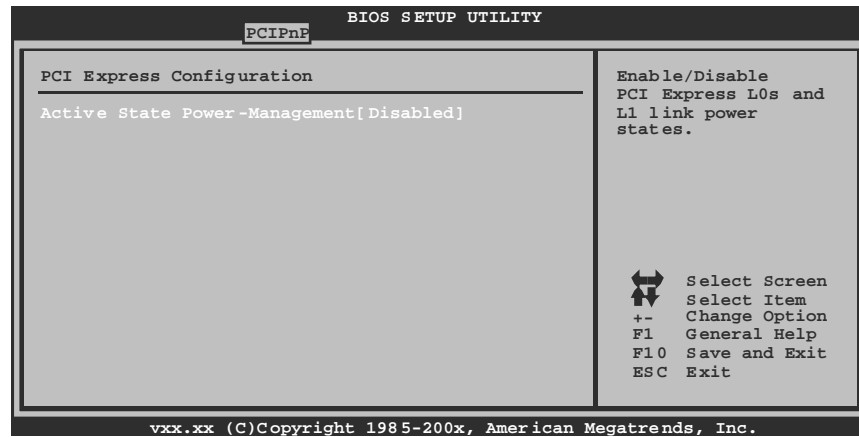 BIOS SETUP UTILITY
PCIPnP
PCI Express Configuration
Active State Power-Management[Disabled]
Enable/Disable
PCI Express L0s and
L1 link power
states.
Select Screen
Select Item
+- Change Option
F1 General Help
F10 Save and Exit
ESC Exit
vxx.xx (C)Copyright 1985-200x, American Megatrends, Inc.